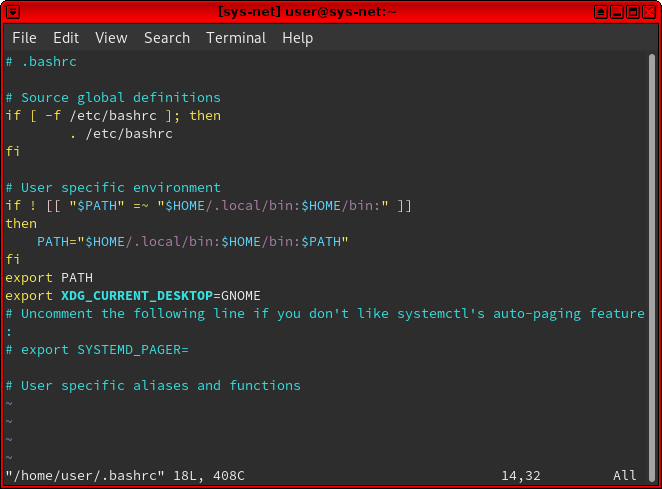 [sys-net] user@sys-net:~
File Edit View Search Terminal Help
# .bashrc
# Source global definitions
if [ -f /etc/bashrc ]; then
        . /etc/bashrc
fi
# User specific environment
if ! [[ "$PATH" =~ "$HOME/.local/bin:$HOME/bin:" ]]
then
    PATH="$HOME/.local/bin:$HOME/bin:$PATH"
fi
export PATH
export XDG_CURRENT_DESKTOP=GNOME
# Uncomment the following line if you don't like systemctl's auto-paging feature
:
# export SYSTEMD_PAGER=
# User specific aliases and functions
~
~
~
~
"/home/user/.bashrc" 18L, 408C 14,32 All